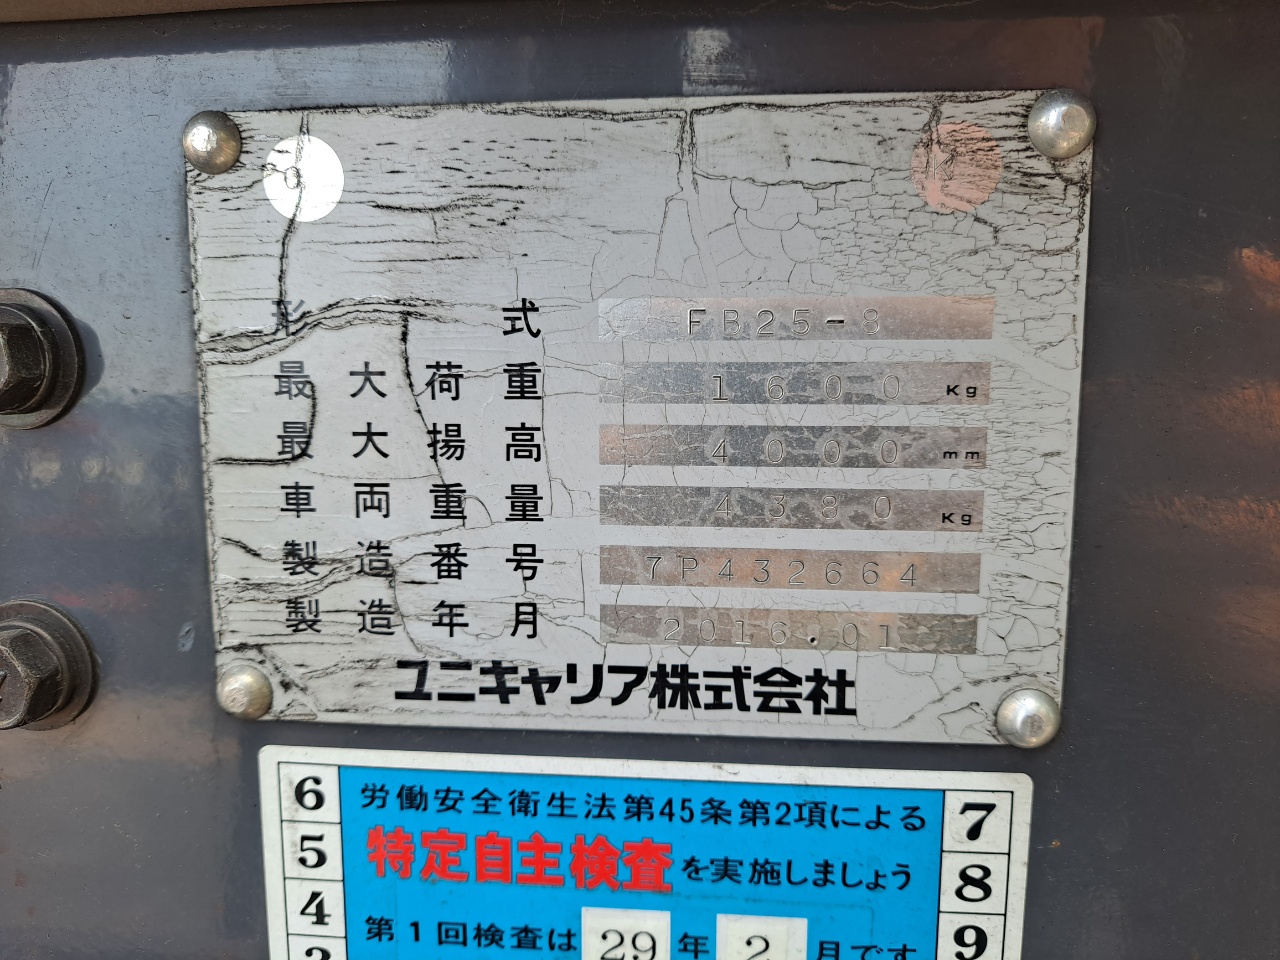 形式 FB25-8
最大荷重 1600 Kg
最大揚高 4000 mm
車両重量 4380 Kg
製造番号 7P432664
製造年月 2016.01
ユニキャリア株式会社
6 労働安全衛生法第45条第2項による 7
5 特定自主検査を実施しましょう 8
4 第1回検査は 29 年 2 月です 9